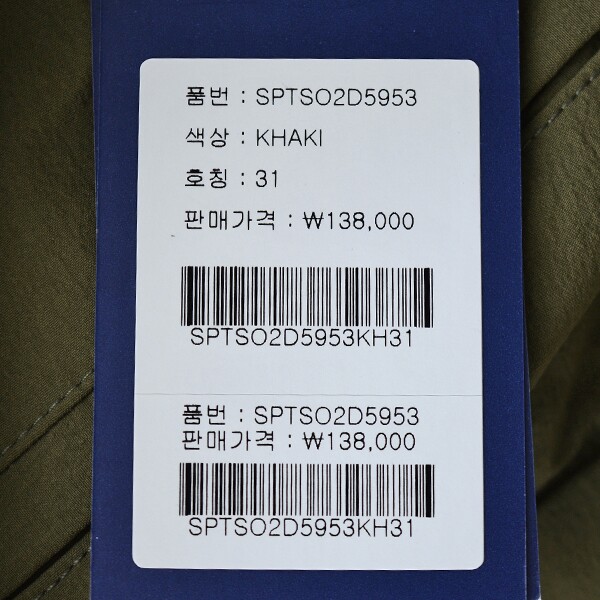 품번 : SPTSO2D5953
색상 : KHAKI
호칭 : 31
판매가격 : ₩138,000
SPTSO2D5953KH31
품번 : SPTSO2D5953
판매가격 : ₩138,000
SPTSO2D5953KH31